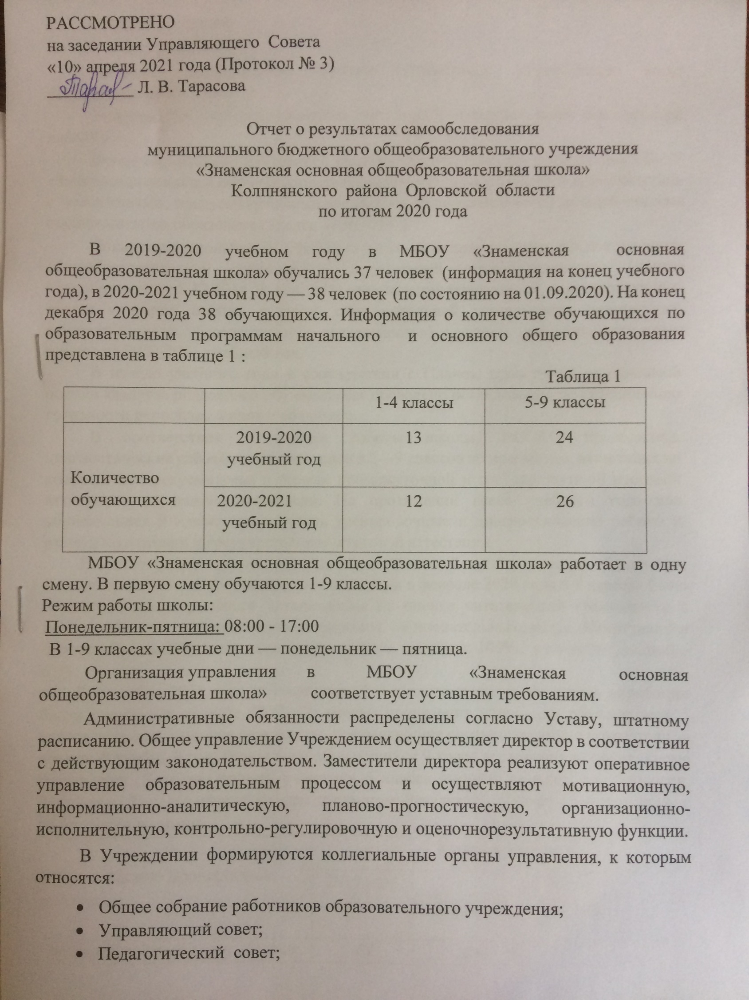 РАССМОТРЕНО
на заседании Управляющего Совета
«10» апреля 2021 года (Протокол № 3)
Л. В. Тарасова
Отчет о результатах самообследования
муниципального бюджетного общеобразовательного учреждения
«Знаменская основная общеобразовательная школа»
Колпнянского района Орловской области
по итогам 2020 года
В 2019-2020 учебном году в МБОУ «Знаменская основная
общеобразовательная школа» обучались 37 человек (информация на конец учебного
года), в 2020-2021 учебном году — 38 человек (по состоянию на 01.09.2020). На конец
декабря 2020 года 38 обучающихся. Информация о количестве обучающихся по
образовательным программам начального и основного общего образования
представлена в таблице 1 :
Таблица 1
1-4 классы 5-9 классы
Количество
обучающихся
2019-2020
учебный год
13 24
2020-2021
учебный год
12 26
МБОУ «Знаменская основная общеобразовательная школа» работает в одну
смену. В первую смену обучаются 1-9 классы.
Режим работы школы:
Понедельник-пятница: 08:00 - 17:00
В 1-9 классах учебные дни — понедельник — пятница.
Организация управления в МБОУ «Знаменская основная
общеобразовательная школа» соответствует уставным требованиям.
Административные обязанности распределены согласно Уставу, штатному
расписанию. Общее управление Учреждением осуществляет директор в соответствии
с действующим законодательством. Заместители директора реализуют оперативное
управление образовательным процессом и осуществляют мотивационную,
информационно-аналитическую, планово-прогностическую, организационно-
исполнительную, контрольно-регулировочную и оценочнорезультативную функции.
В Учреждении формируются коллегиальные органы управления, к которым
относятся:
• Общее собрание работников образовательного учреждения;
• Управляющий совет;
• Педагогический совет;